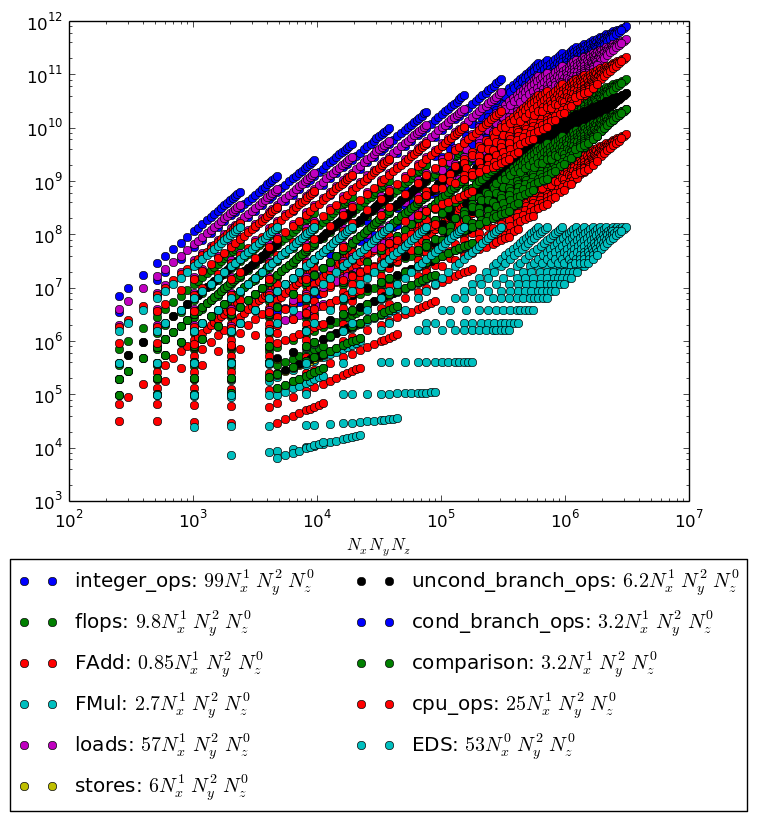 10^12
10^11
10^10
10^9
10^8
10^7
10^6
10^5
10^4
10^3
10^2 10^3 10^4 10^5 10^6 10^7
N_x N_y N_z
integer_ops: 99N_x^1 N_y^2 N_z^0
flops: 9.8N_x^1 N_y^2 N_z^0
FAdd: 0.85N_x^1 N_y^2 N_z^0
FMul: 2.7N_x^1 N_y^2 N_z^0
loads: 57N_x^1 N_y^2 N_z^0
stores: 6N_x^1 N_y^2 N_z^0
uncond_branch_ops: 6.2N_x^1 N_y^2 N_z^0
cond_branch_ops: 3.2N_x^1 N_y^2 N_z^0
comparison: 3.2N_x^1 N_y^2 N_z^0
cpu_ops: 25N_x^1 N_y^2 N_z^0
EDS: 53N_x^0 N_y^2 N_z^0